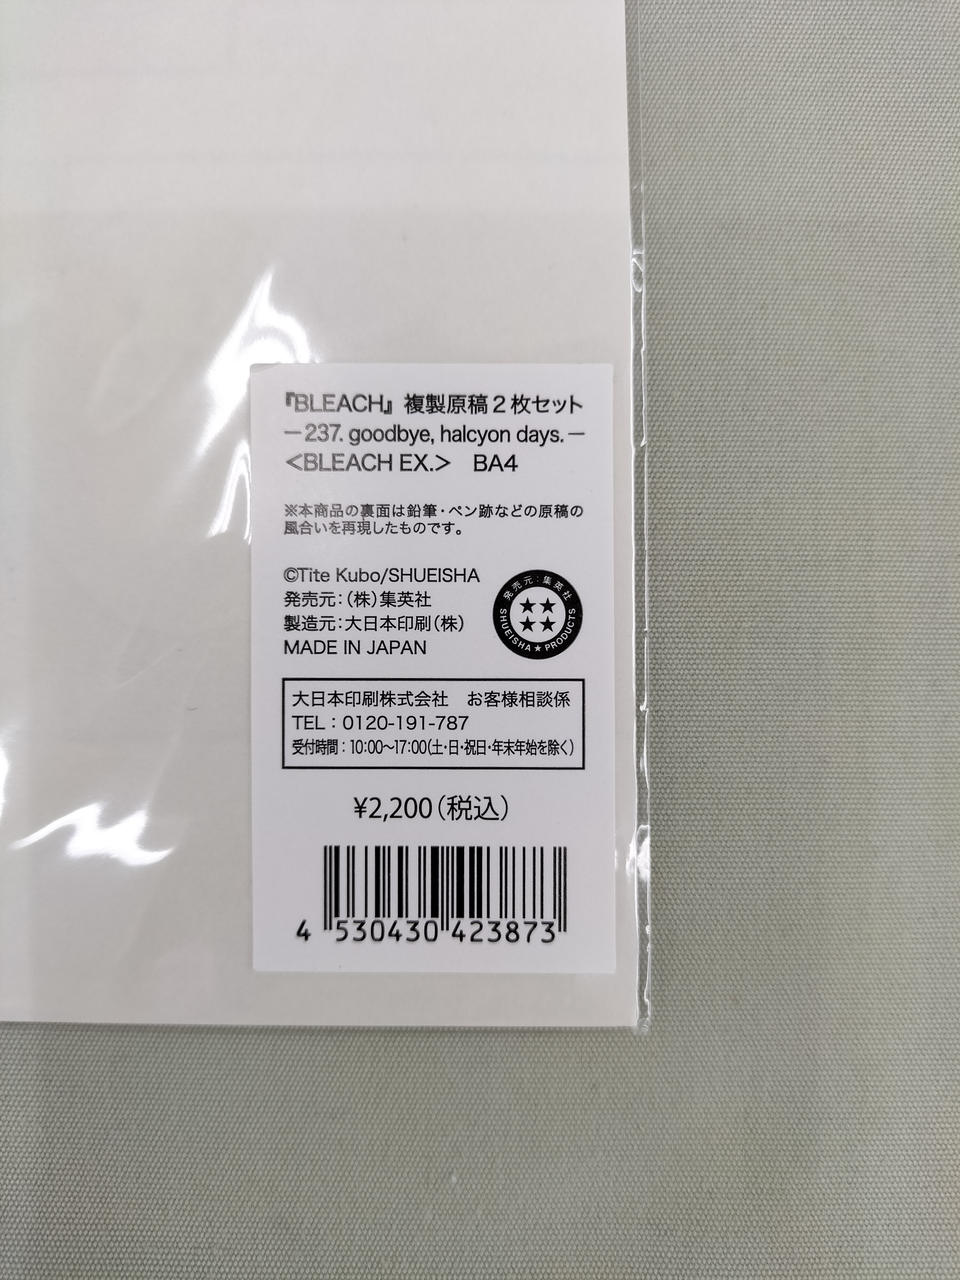 『BLEACH』 複製原稿2枚セット
－237. goodbye, halcyon days.－
＜BLEACH EX.＞ BA4
※本商品の裏面は鉛筆・ペン跡などの原稿の
風合いを再現したものです。
©Tite Kubo/SHUEISHA
発売元：（株）集英社
製造元：大日本印刷（株）
MADE IN JAPAN
発売元：集英社
SHUEISHA★PRODUCTS
大日本印刷株式会社　お客様相談係
TEL：0120-191-787
受付時間：10：00～17：00（土・日・祝日・年末年始を除く）
¥2,200（税込）
4 530430 423873